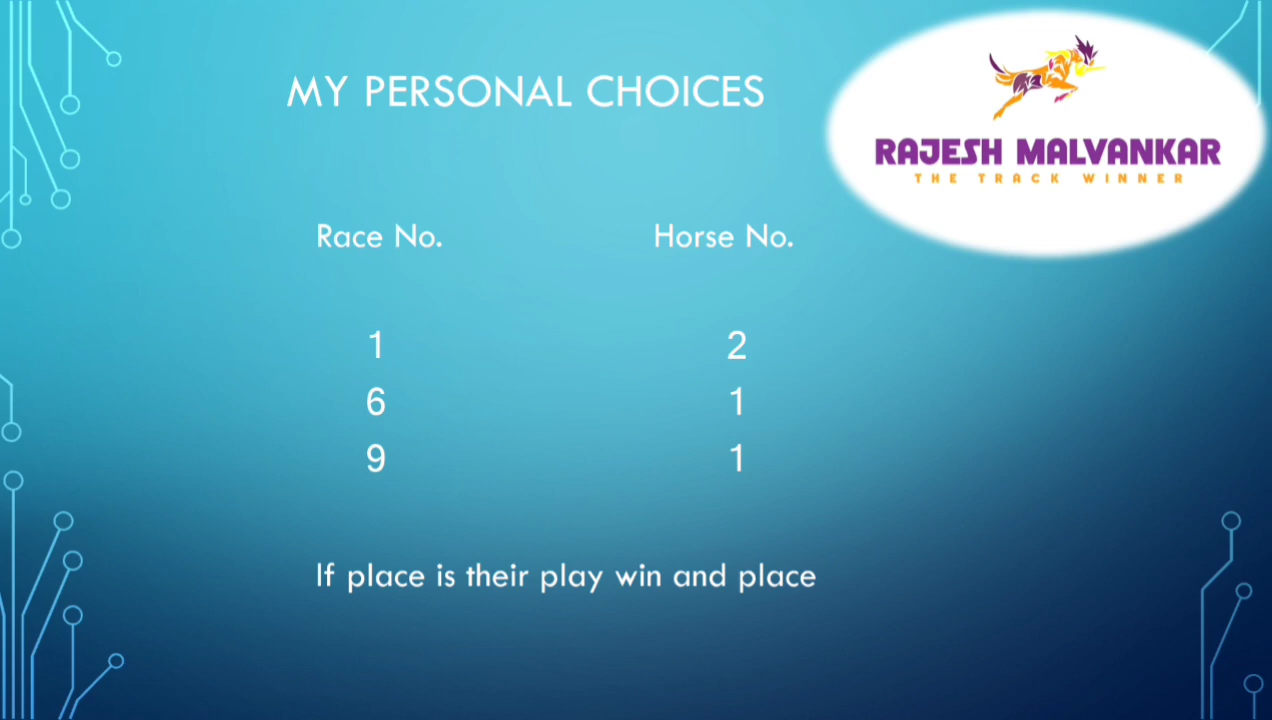 MY PERSONAL CHOICES
RAJESH MALVANKAR
THE TRACK WINNER
Race No. Horse No.
1 2
6 1
9 1
If place is their play win and place